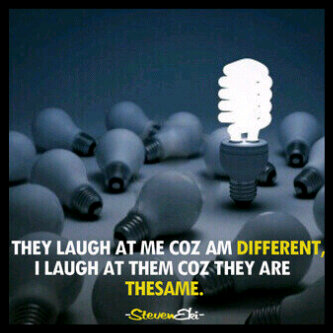 THEY LAUGH AT ME COZ AM DIFFERENT,
I LAUGH AT THEM COZ THEY ARE
THESAME.
-StevenEki-